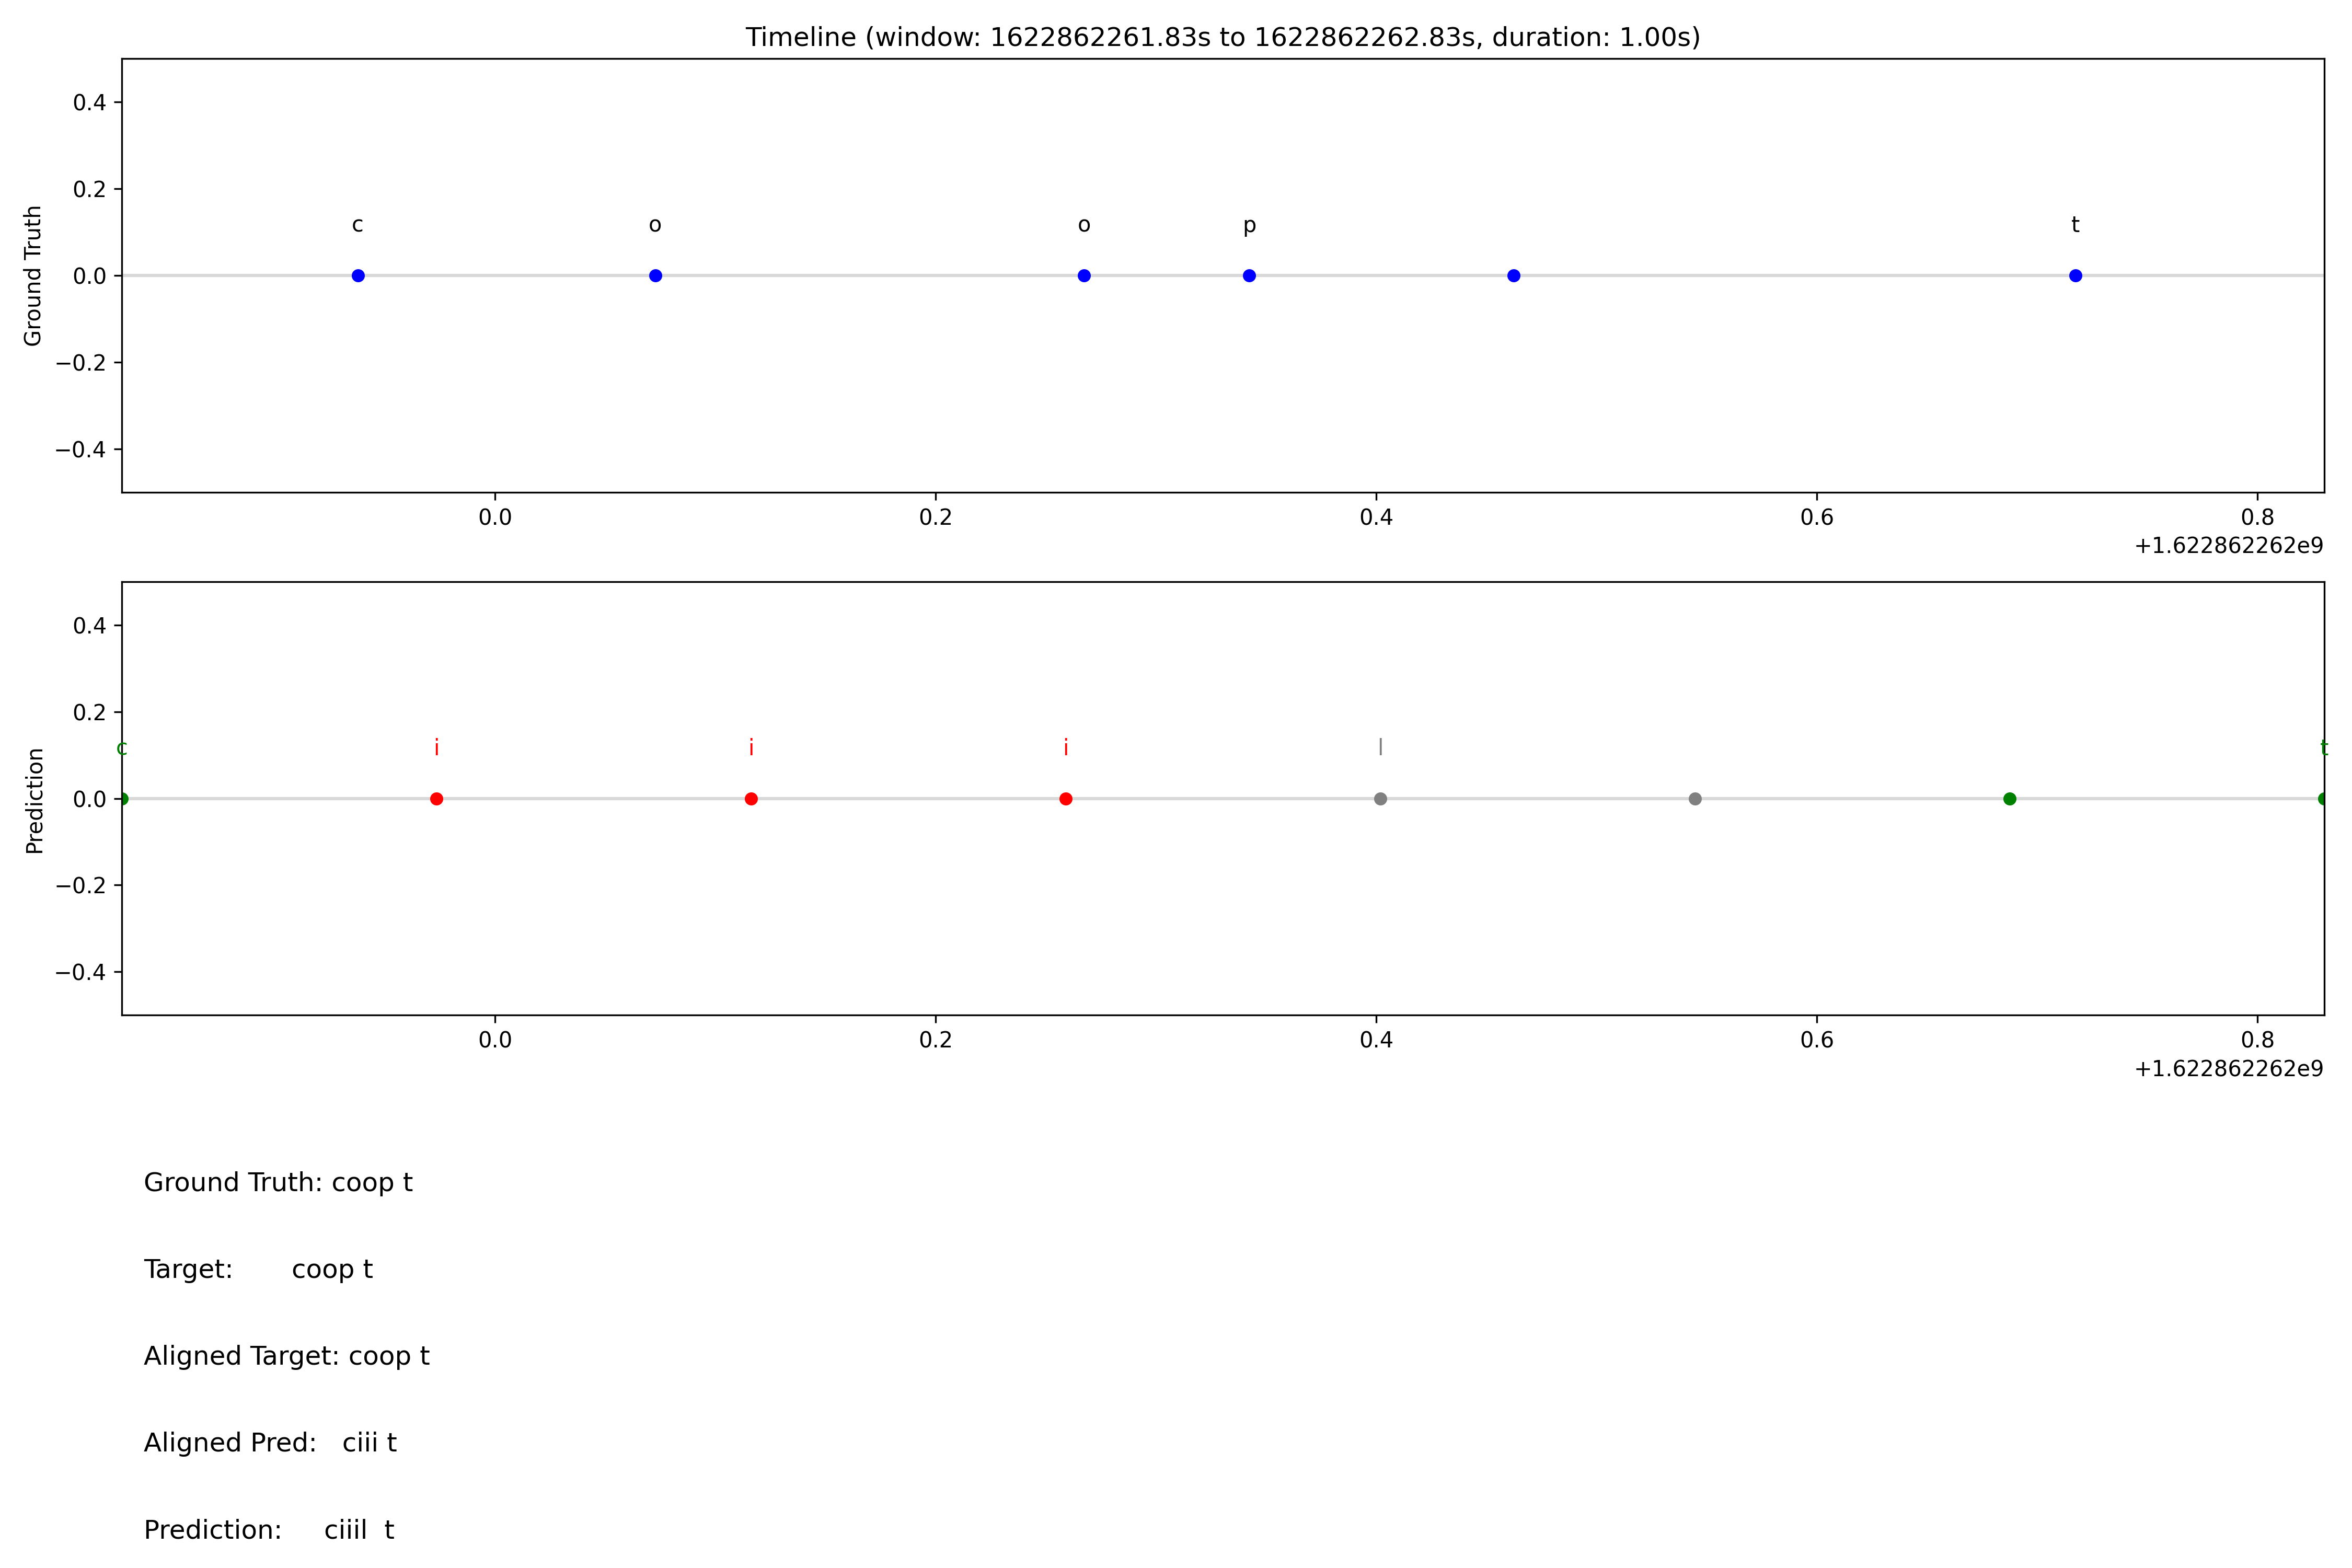 Timeline (window: 1622862261.83s to 1622862262.83s, duration: 1.00s)
0.4
0.2
0.0
−0.2
−0.4
Ground Truth
c o o p t
0.0 0.2 0.4 0.6 0.8
+1.622862262e9
0.4
0.2
0.0
−0.2
−0.4
Prediction
c i i i l t
0.0 0.2 0.4 0.6 0.8
+1.622862262e9
Ground Truth: coop t
Target: coop t
Aligned Target: coop t
Aligned Pred: ciii t
Prediction: ciiil  t